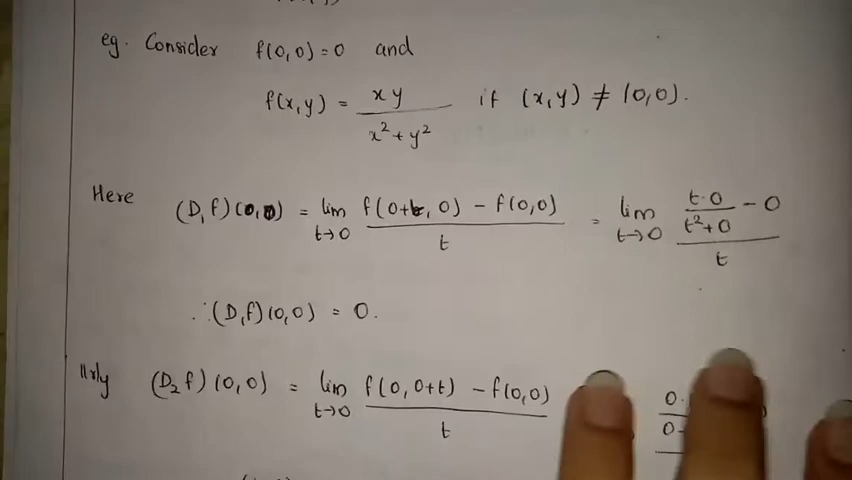 eg. Consider f(0,0) = 0 and
f(x,y) = xy / x² + y² if (x,y) ≠ (0,0).
Here (D₁f)(0,0) = lim t→0 f(0+t, 0) − f(0,0) / t = lim t→0 t·0 / t²+0 − 0 / t
∴ (D₁f)(0,0) = 0.
lllrly (D₂f)(0,0) = lim t→0 f(0, 0+t) − f(0,0) / t